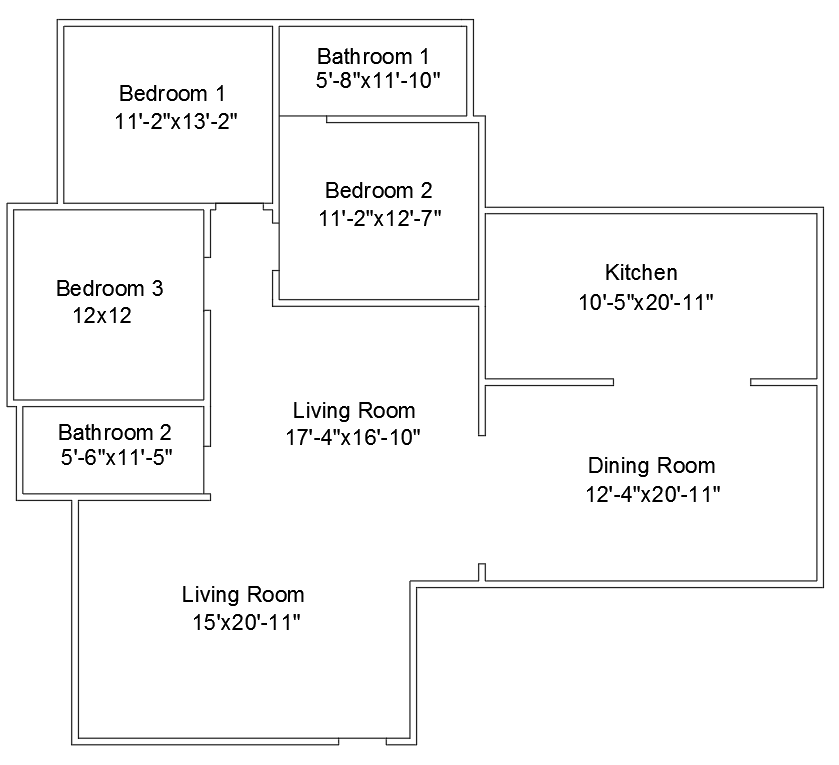 Bathroom 1
5'-8"x11'-10"
Bedroom 1
11'-2"x13'-2"
Bedroom 2
11'-2"x12'-7"
Kitchen
10'-5"x20'-11"
Bedroom 3
12x12
Living Room
17'-4"x16'-10"
Bathroom 2
5'-6"x11'-5"
Dining Room
12'-4"x20'-11"
Living Room
15'x20'-11"